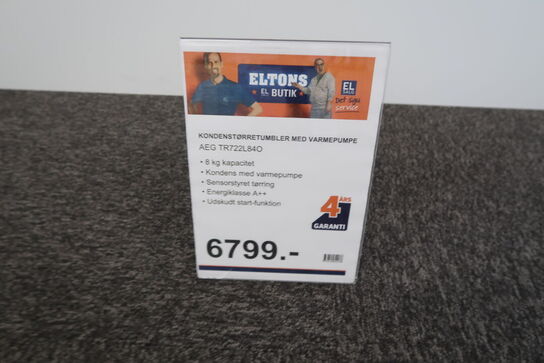 ELTONS
EL BUTIK
EL
SALG
Det sgu
service
KONDENSTØRRETUMBLER MED VARMEPUMPE
AEG TR722L84O
• 8 kg kapacitet
• Kondens med varmepumpe
• Sensorstyret tørring
• Energiklasse A++
• Udskudt start-funktion
4 ÅRS
GARANTI
6799.-